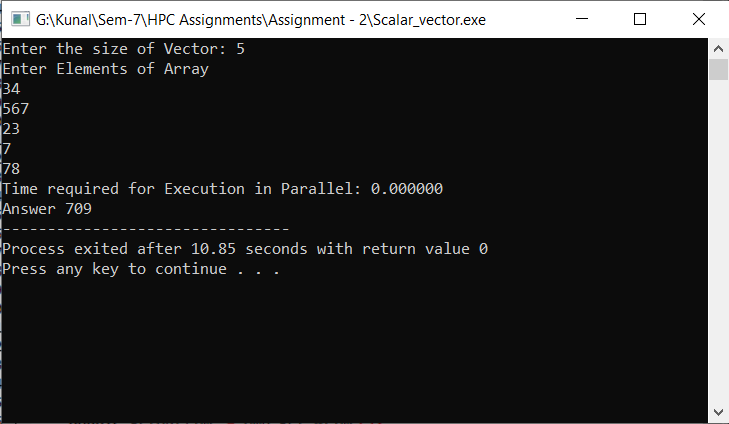 G:\Kunal\Sem-7\HPC Assignments\Assignment - 2\Scalar_vector.exe
Enter the size of Vector: 5
Enter Elements of Array
34
567
23
7
78
Time required for Execution in Parallel: 0.000000
Answer 709
--------------------------------
Process exited after 10.85 seconds with return value 0
Press any key to continue . . .